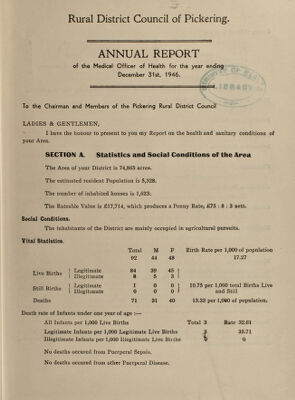 Rural District Council of Pickering.
ANNUAL REPORT
of the Medical Officer of Health for the year ending
December 31st, 1946.
To the Chairman and Members of the Pickering Rural District Council
LADIES & GENTLEMEN,
I have the honour to present to you my Report on the health and sanitary conditions of
your Area.
SECTION A. Statistics and Social Conditions of the Area
The Area of your District is 74,865 acres.
The estimated resident Population is 5,328.
The number of inhabited houses is 1,623.
The Rateable Value is £17,714, which produces a Penny Rate, £75 : 8 : 3 nett.
Social Conditions.
The inhabitants of the District are mainly occupied in agricultural pursuits.
Vital Statistics.
Total M F Birth Rate per 1,000 of population
92 44 48 17.27
Live Births Legitimate 84 39 45
Illegitimate 8 5 3
Still Births Legitimate 1 0 0 10.75 per 1,000 total Births Live
Illegitimate 0 0 0 and Still
Deaths 71 31 40 13.33 per 1,000 of population.
Death rate of Infants under one year of age :—
All Infants per 1,000 Live Births Total 3 Rate 32.61
Legitimate Infants per 1,000 Legitimate Live Births 3 35.71
Illegitimate Infants per 1,000 Illegitimate Live Births 0
No deaths occured from Puerperal Sepsis.
No deaths occured from other Puerperal Disease.